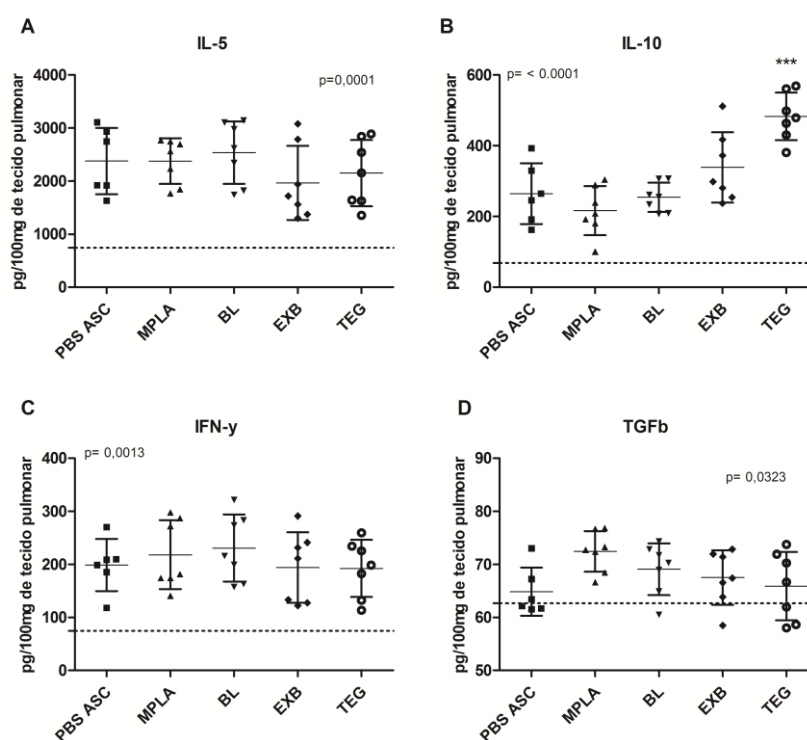 A
IL-5
pg/100mg de tecido pulmonar
4000
3000
2000
1000
0
p=0,0001
PBS ASC
MPLA
BL
EXB
TEG
B
IL-10
pg/100mg de tecido pulmonar
600
400
200
0
p= < 0.0001
***
PBS ASC
MPLA
BL
EXB
TEG
C
IFN-y
pg/100mg de tecido pulmonar
400
300
200
100
0
p= 0,0013
PBS ASC
MPLA
BL
EXB
TEG
D
TGFb
pg/100mg de tecido pulmonar
90
80
70
60
50
p= 0,0323
PBS ASC
MPLA
BL
EXB
TEG